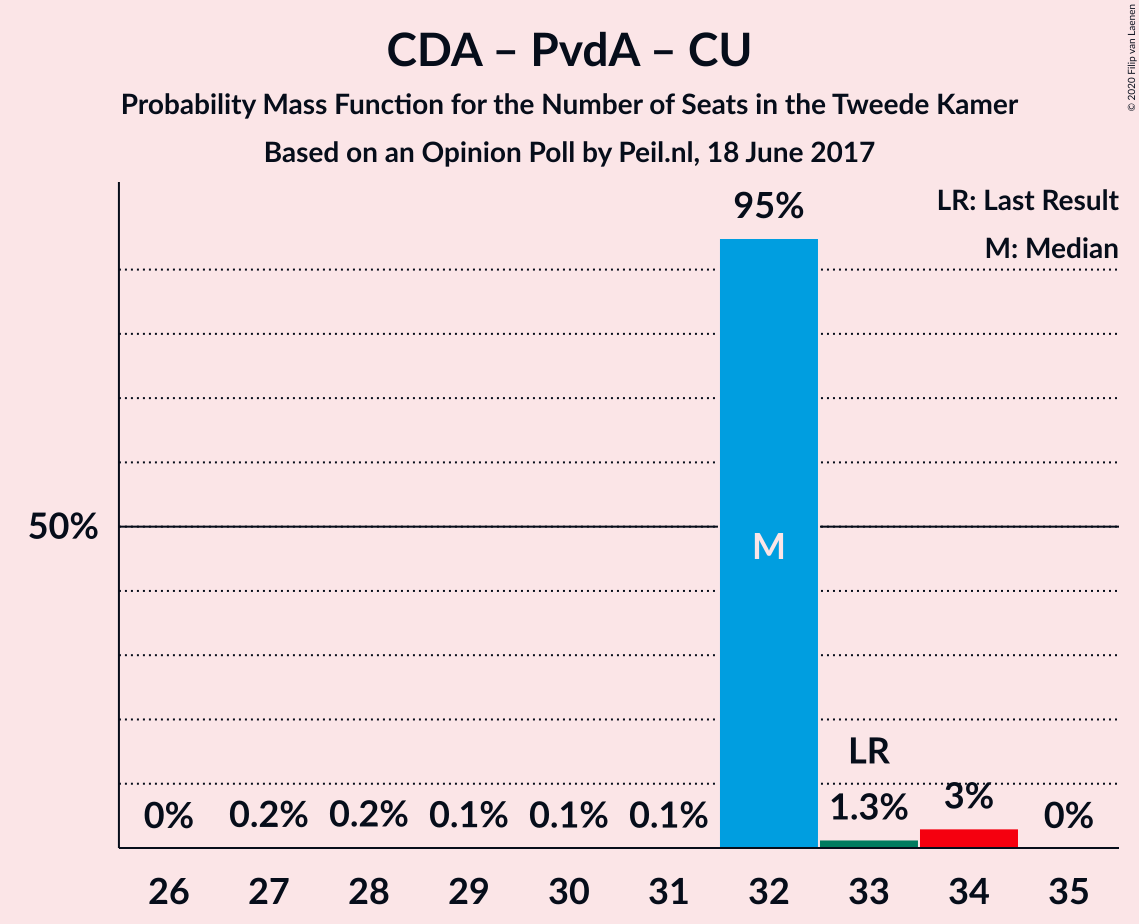 CDA – PvdA – CU
Probability Mass Function for the Number of Seats in the Tweede Kamer
Based on an Opinion Poll by Peil.nl, 18 June 2017
© 2020 Filip van Laenen
LR: Last Result
M: Median
95%
50%
M
LR
0% 0.2% 0.2% 0.1% 0.1% 0.1% 1.3% 3% 0%
26 27 28 29 30 31 32 33 34 35